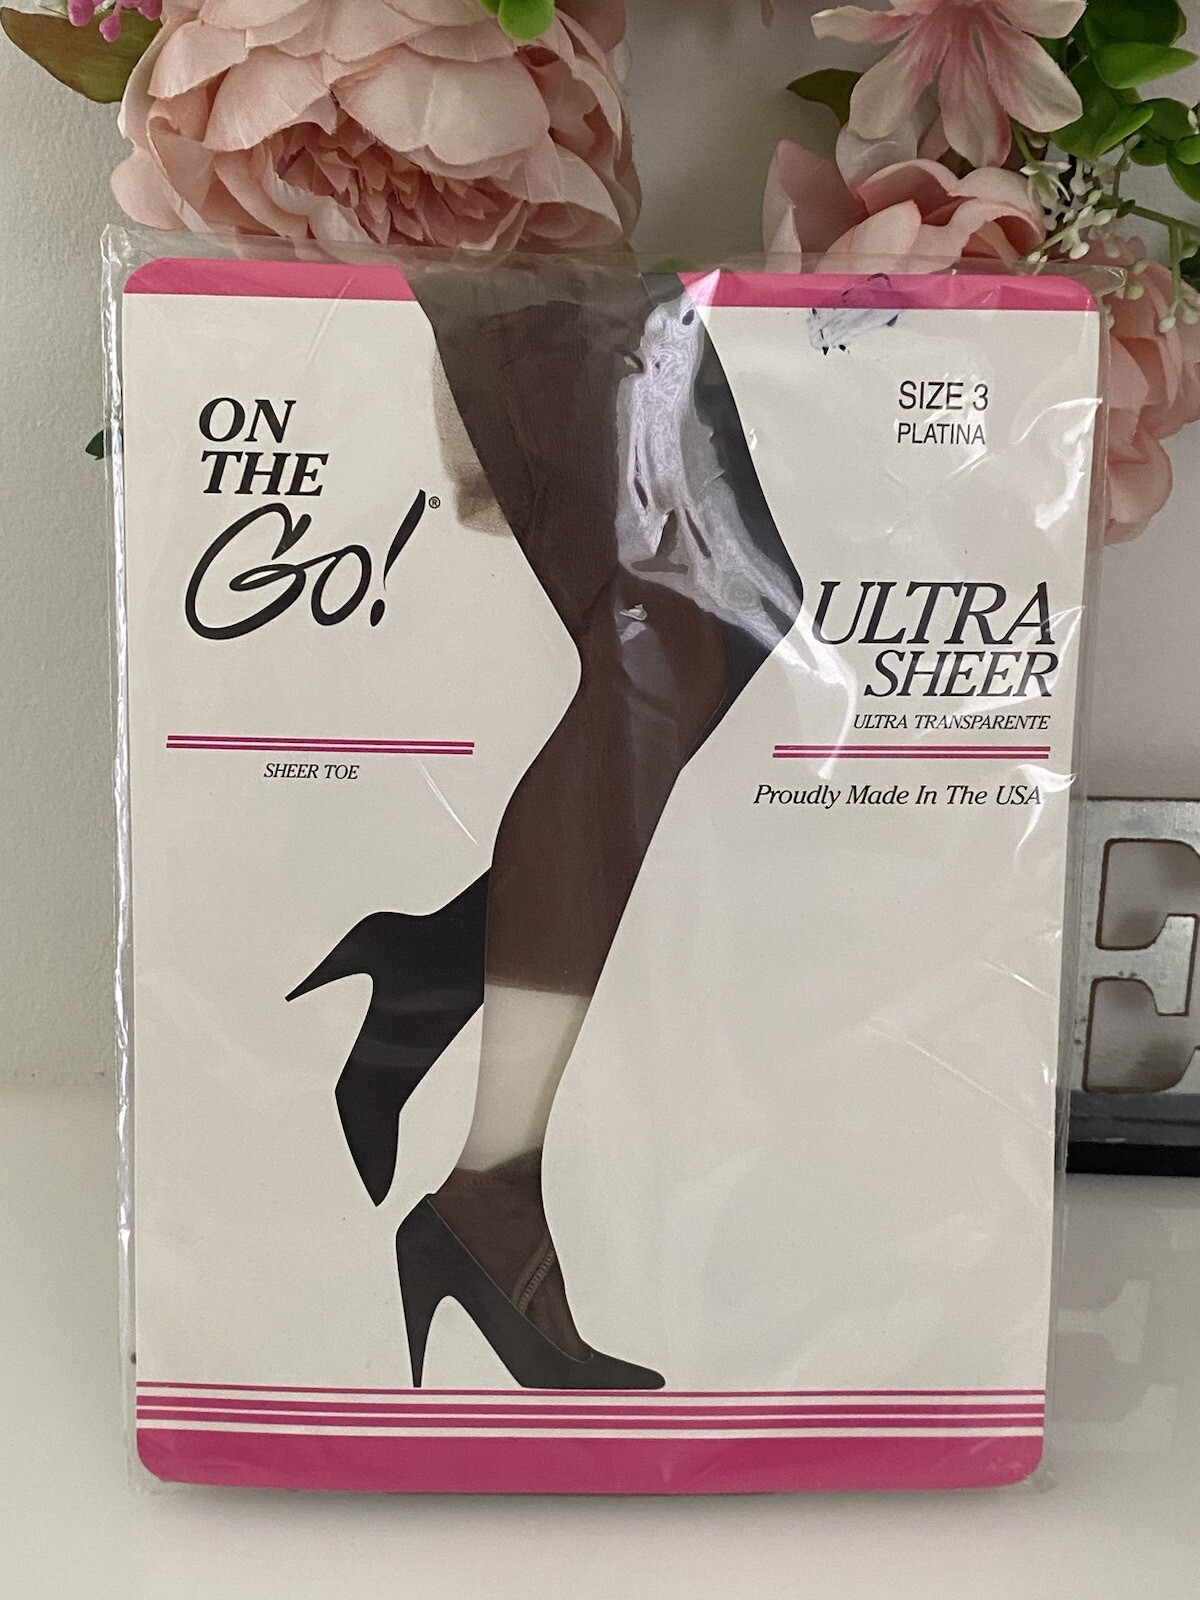 ON
THE
Go!®
SHEER TOE
SIZE 3
PLATINA
ULTRA
SHEER
ULTRA TRANSPARENTE
Proudly Made In The USA
E